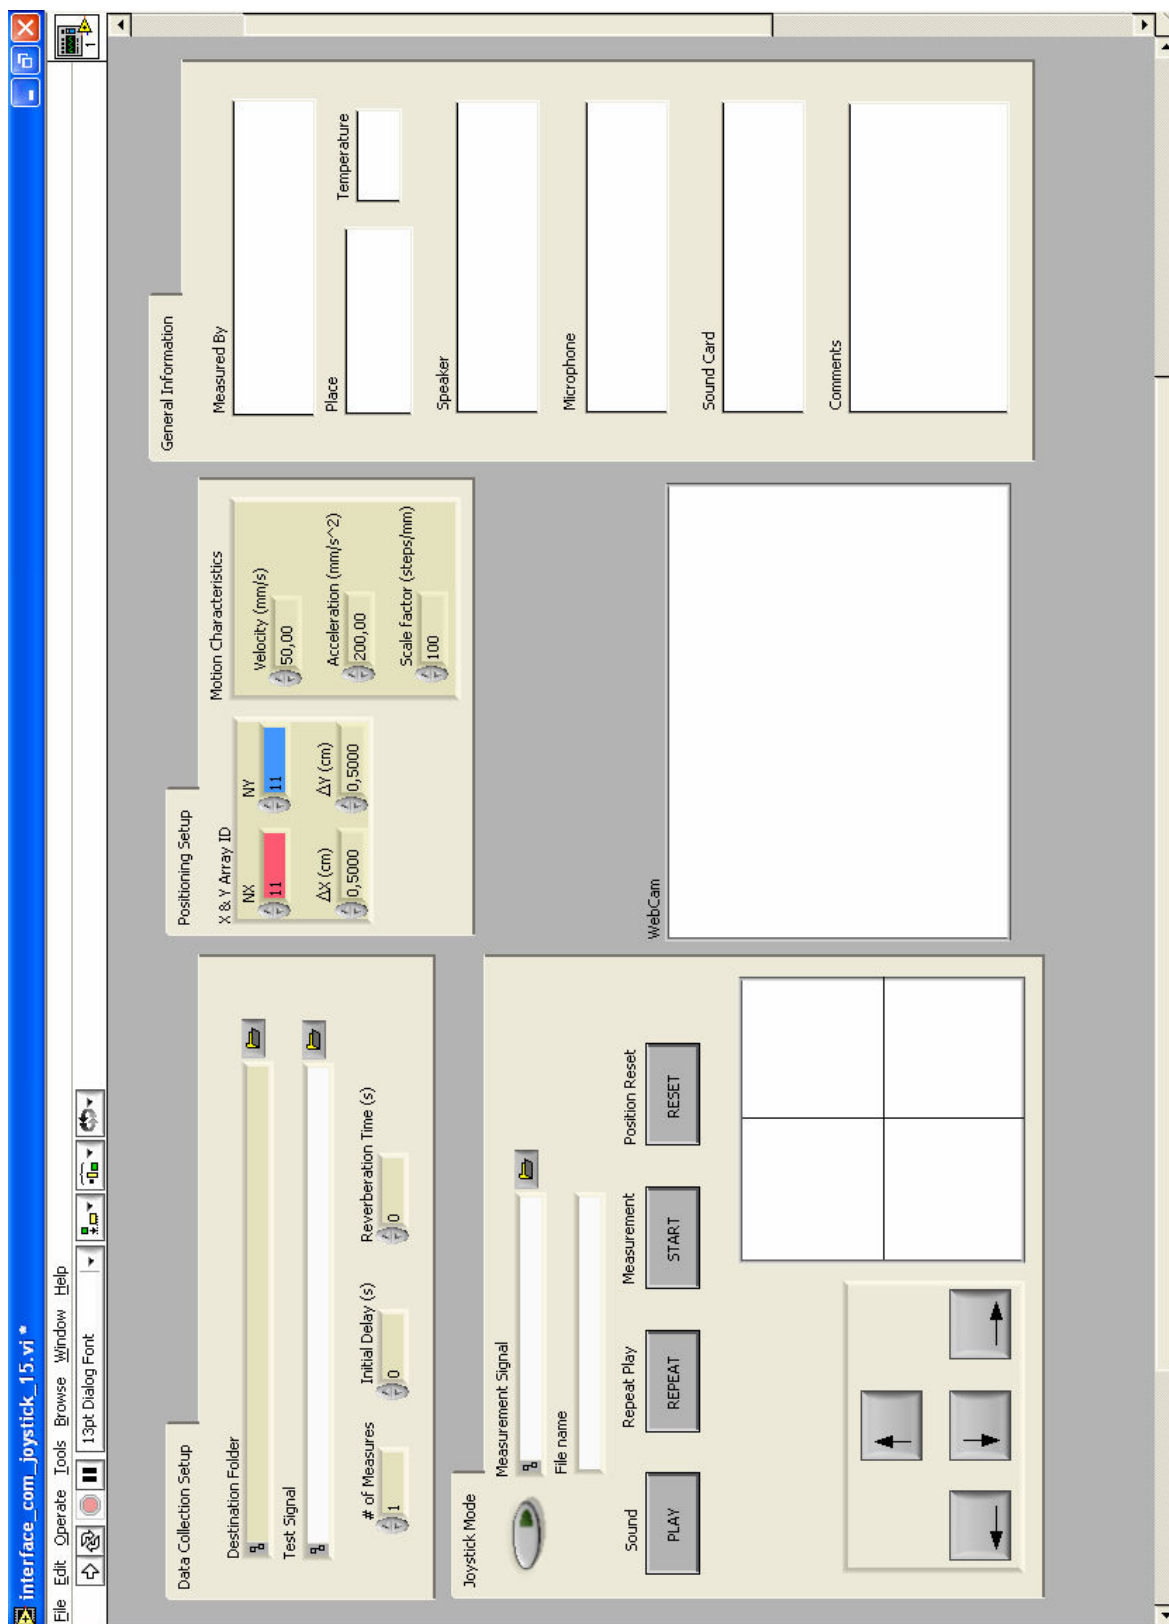 interface_com_joystick_15.vi *
File Edit Operate Tools Browse Window Help
13pt Dialog Font
1
Data Collection Setup
Destination Folder
Test Signal
# of Measures
Initial Delay (s)
Reverberation Time (s)
1
0
0
Positioning Setup
X & Y Array ID
NX
NY
11
11
ΔX (cm)
ΔY (cm)
0,5000
0,5000
Motion Characteristics
Velocity (mm/s)
50,00
Acceleration (mm/s^2)
200,00
Scale factor (steps/mm)
100
General Information
Measured By
Place
Temperature
Speaker
Microphone
Sound Card
Comments
Joystick Mode
Measurement Signal
File name
Sound
Repeat Play
Measurement
Position Reset
PLAY
REPEAT
START
RESET
WebCam